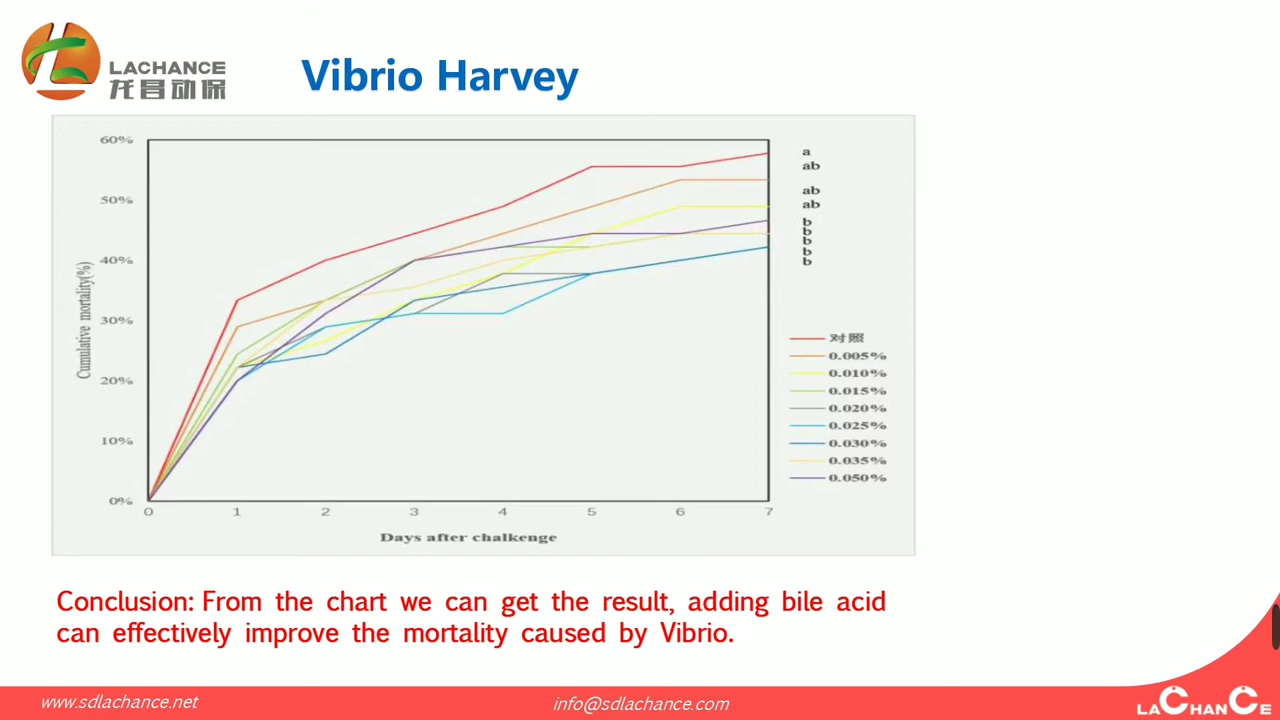 LACHANCE
龙昌动保
Vibrio Harvey
60%
50%
40%
30%
20%
10%
0%
Cumulative mortality(%)
0 1 2 3 4 5 6 7
Days after chalkenge
a
ab
ab
ab
b
b
b
b
b
对照
0.005%
0.010%
0.015%
0.020%
0.025%
0.030%
0.035%
0.050%
Conclusion: From the chart we can get the result, adding bile acid
can effectively improve the mortality caused by Vibrio.
www.sdlachance.net
info@sdlachance.com
LACHANCE